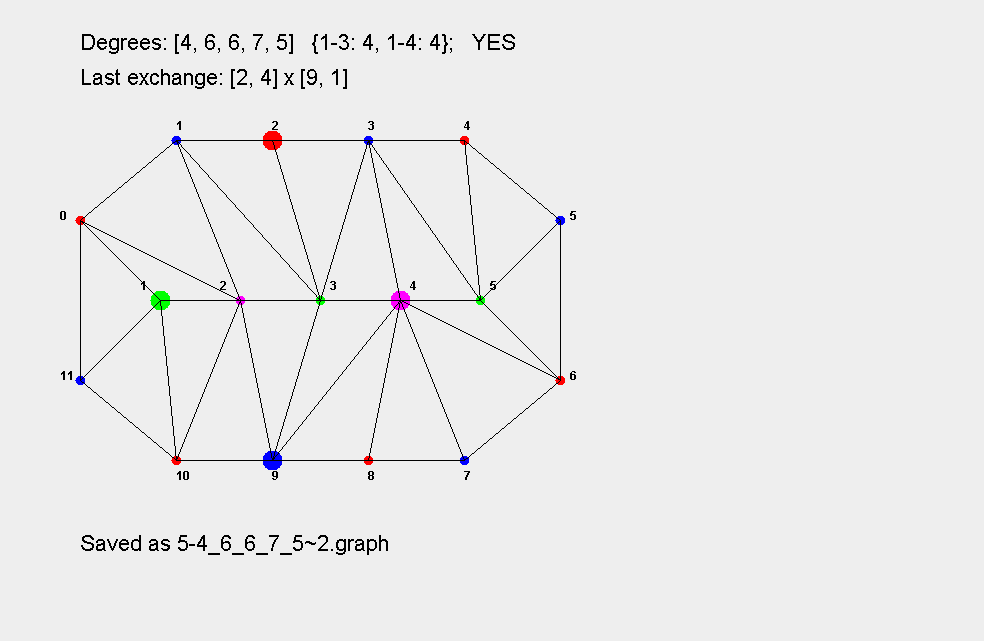 Degrees: [4, 6, 6, 7, 5]   {1-3: 4, 1-4: 4};   YES
Last exchange: [2, 4] x [9, 1]
1 2 3 4
0 5
1 2 3 4 5
11 6
10 9 8 7
Saved as 5-4_6_6_7_5~2.graph